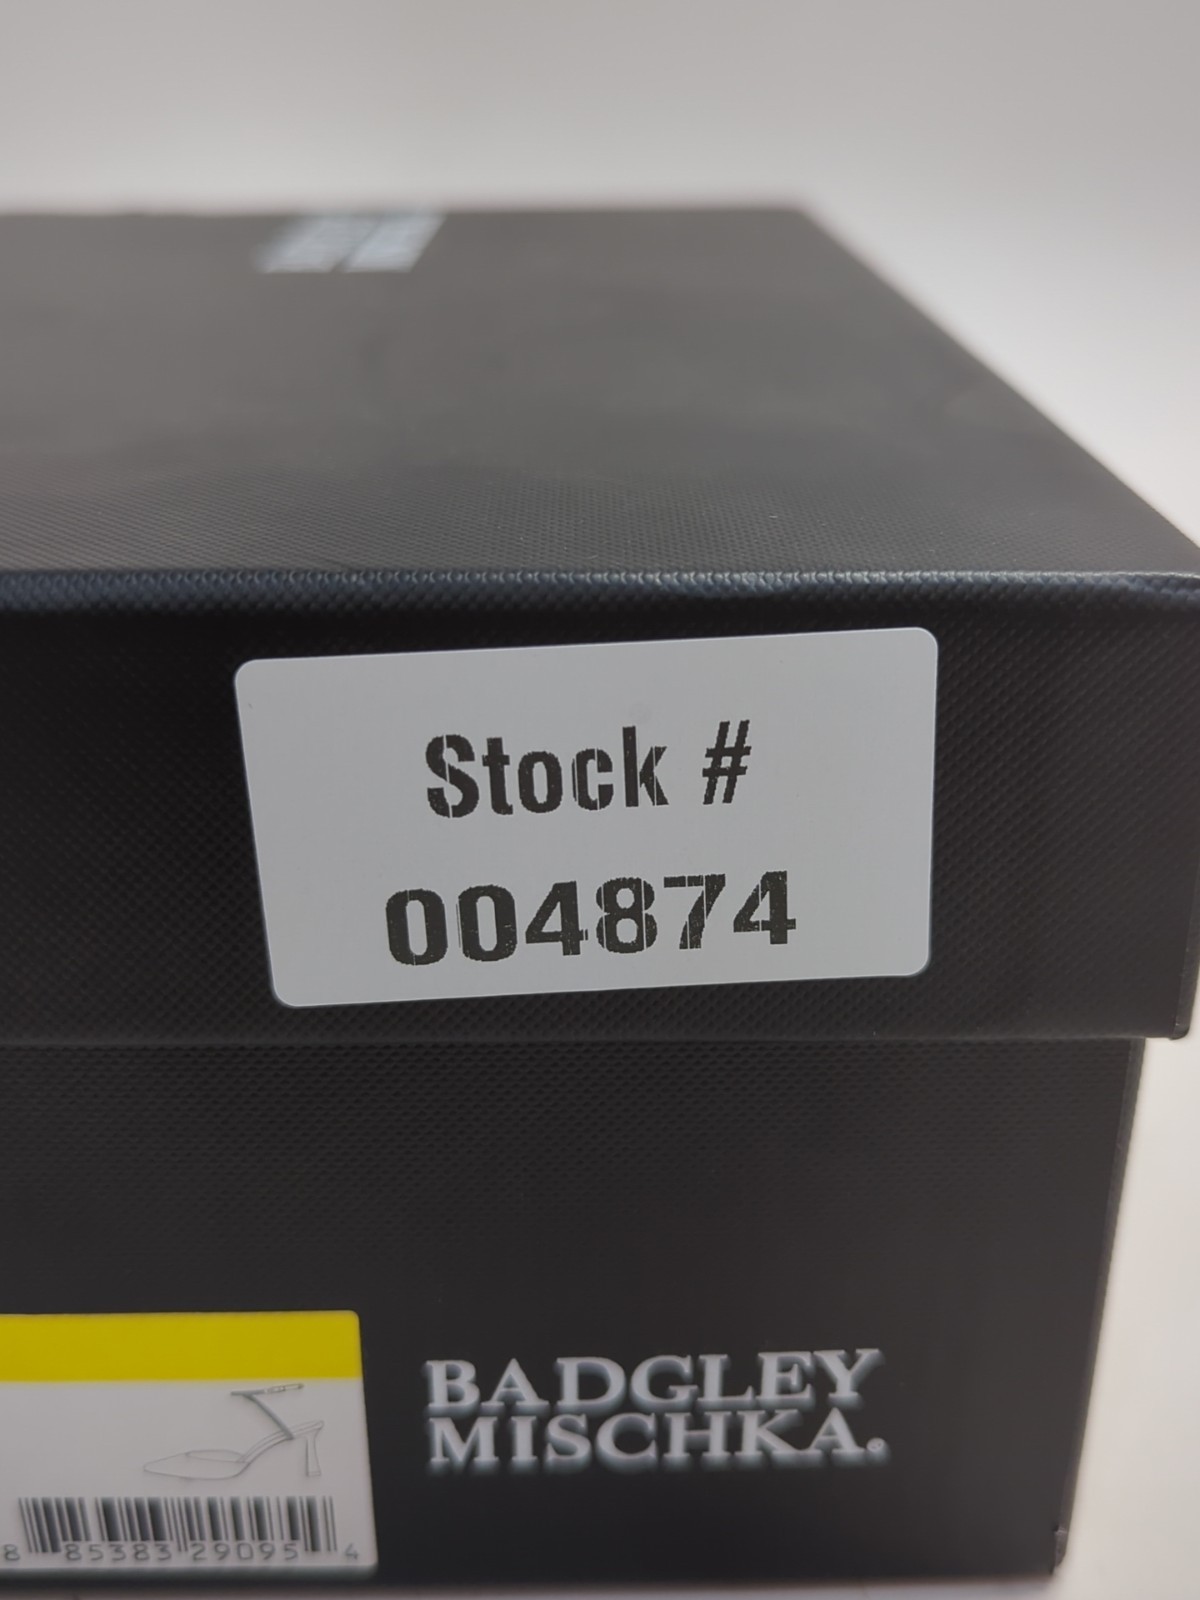 Stock #
004874
BADGLEY
MISCHKA®
8 85383 29095 4